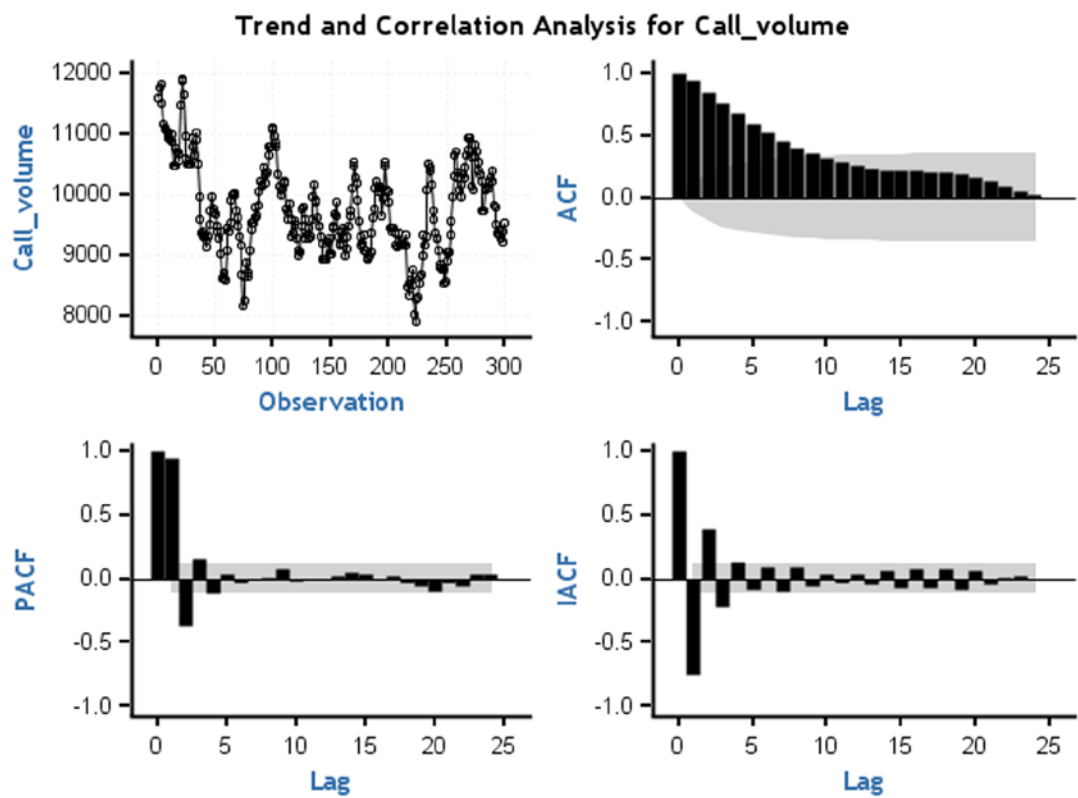 Trend and Correlation Analysis for Call_volume
Call_volume
12000
11000
10000
9000
8000
0 50 100 150 200 250 300
Observation
ACF
1.0
0.5
0.0
-0.5
-1.0
0 5 10 15 20 25
Lag
PACF
1.0
0.5
0.0
-0.5
-1.0
0 5 10 15 20 25
Lag
IACF
1.0
0.5
0.0
-0.5
-1.0
0 5 10 15 20 25
Lag